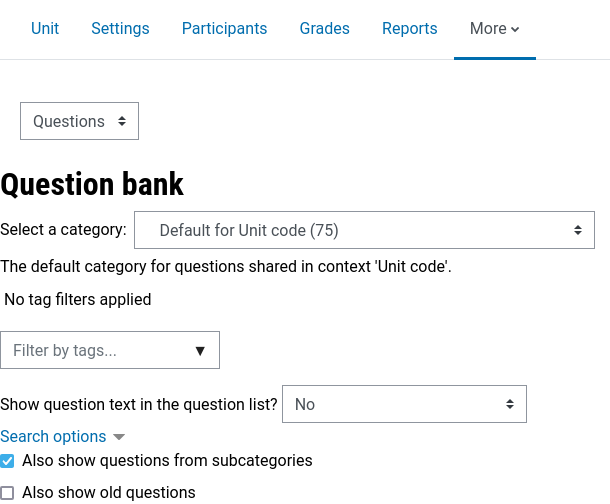 Unit Settings Participants Grades Reports More
Questions
Question bank
Select a category: Default for Unit code (75)
The default category for questions shared in context 'Unit code'.
No tag filters applied
Filter by tags...
Show question text in the question list? No
Search options
Also show questions from subcategories
Also show old questions